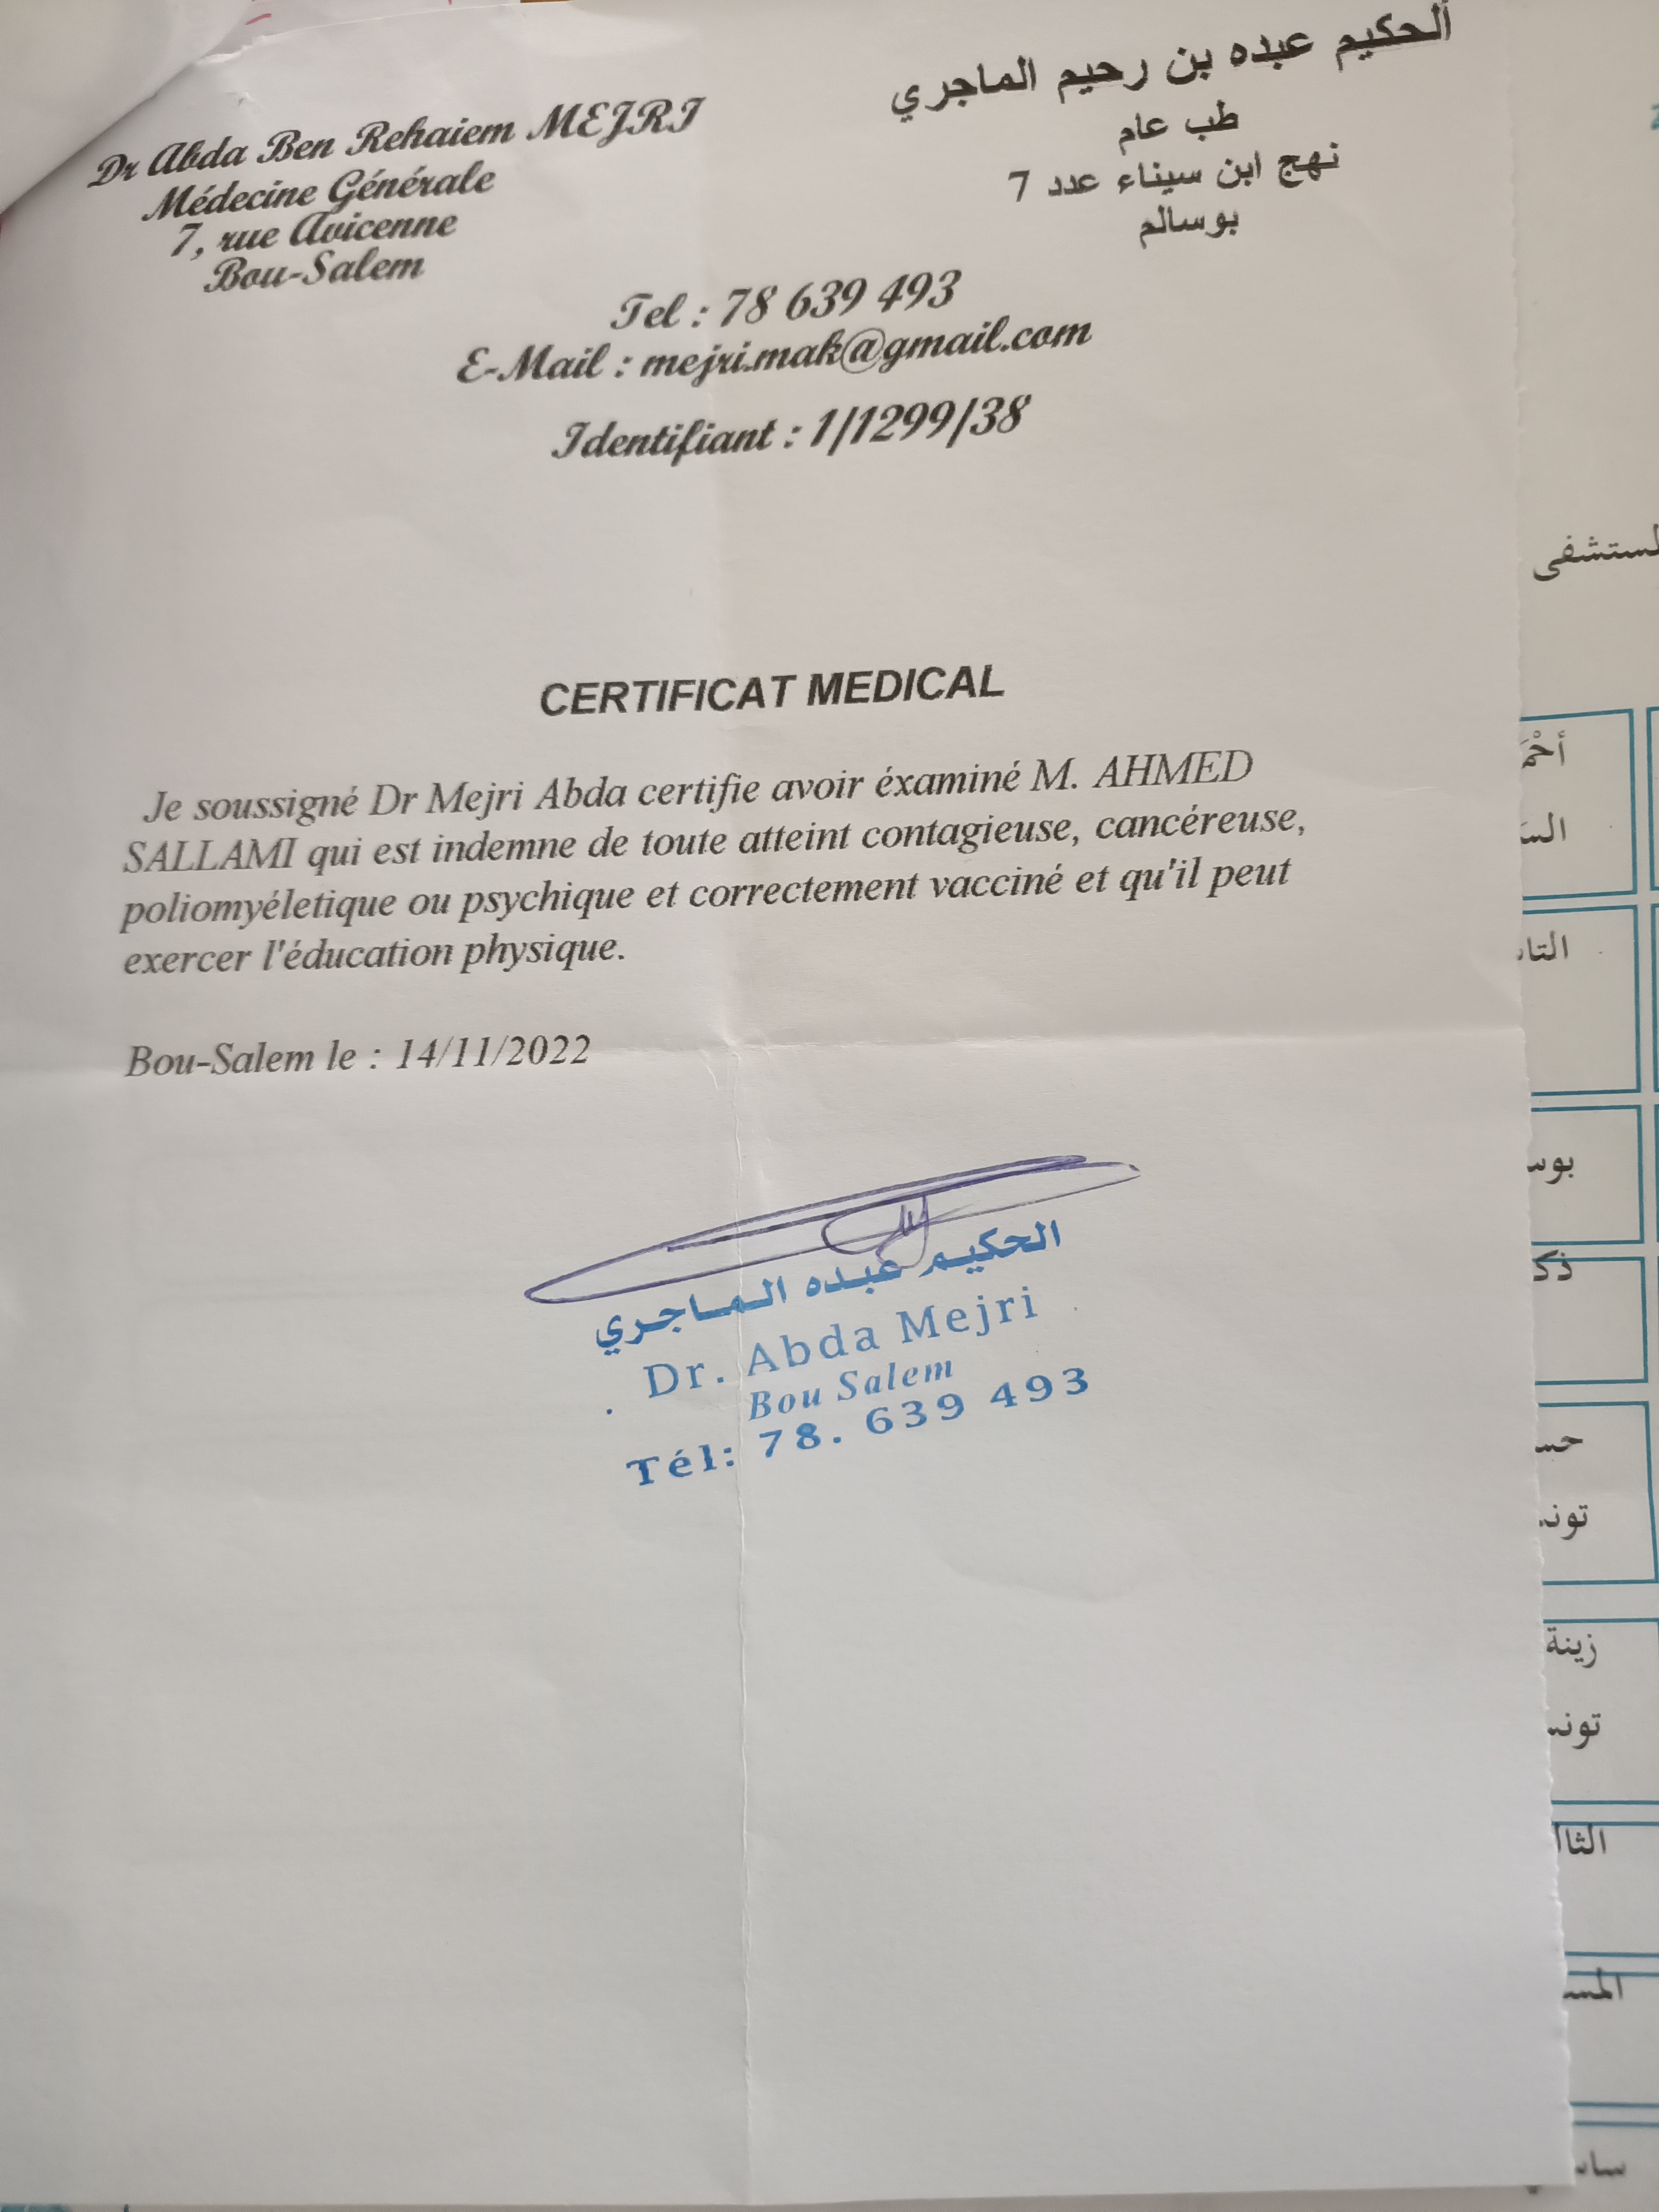 Dr Abda Ben Rehaiem MEJRI
Médecine Générale
7, rue Avicenne
Bou-Salem
الحكيم عبده بن رحيم الماجري
طب عام
نهج ابن سيناء عدد 7
بوسالم
Tel : 78 639 493
E-Mail : mejri.mak@gmail.com
Identifiant : 1/1299/38
CERTIFICAT MEDICAL
Je soussigné Dr Mejri Abda certifie avoir éxaminé M. AHMED
SALLAMI qui est indemne de toute atteint contagieuse, cancéreuse,
poliomyéletique ou psychique et correctement vacciné et qu'il peut
exercer l'éducation physique.
Bou-Salem le : 14/11/2022
الحكيم عبده الماجري
Dr. Abda Mejri
Bou Salem
Tél: 78. 639 493
زينة